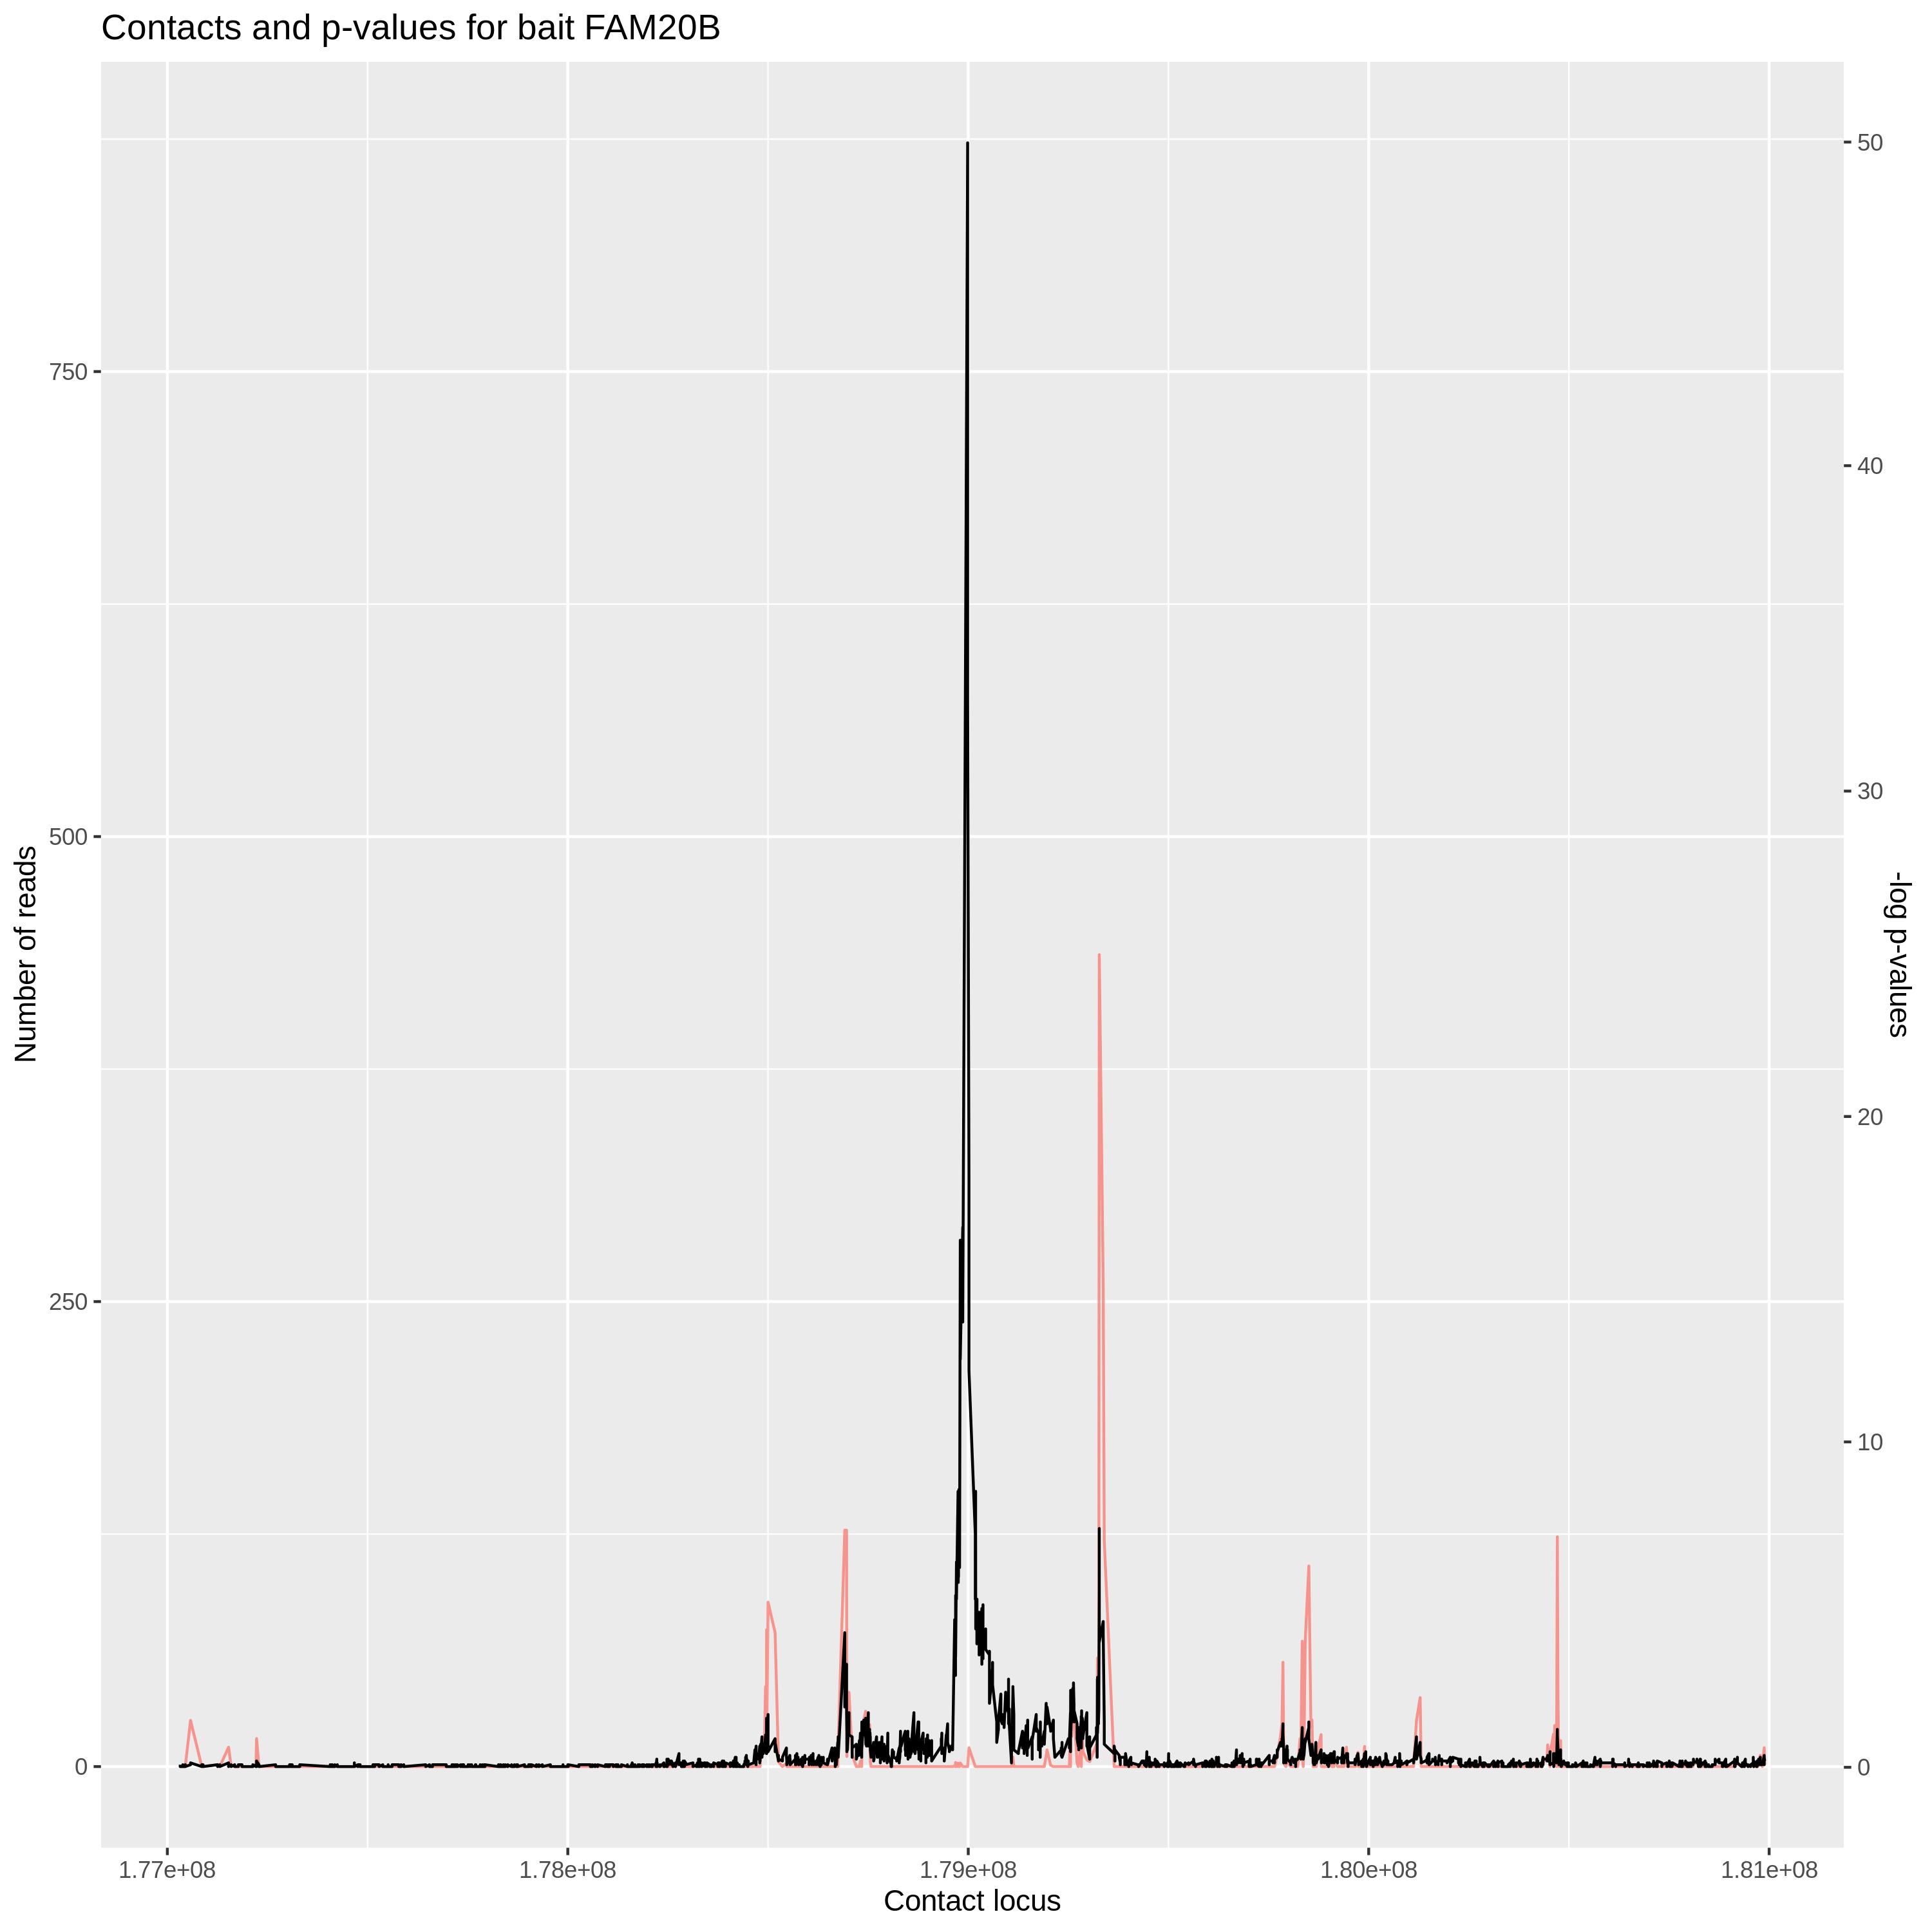 Contacts and p-values for bait FAM20B
Number of reads
750
500
250
0
50
40
30
20
10
0
-log p-values
1.77e+08 1.78e+08 1.79e+08 1.80e+08 1.81e+08
Contact locus